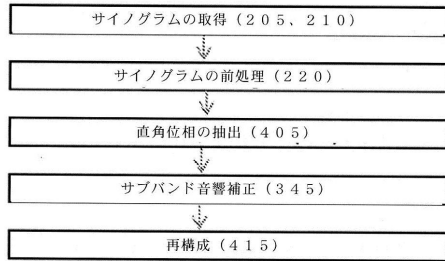 サイノグラムの取得（２０５、２１０）
サイノグラムの前処理（２２０）
直角位相の抽出（４０５）
サブバンド音響補正（３４５）
再構成（４１５）